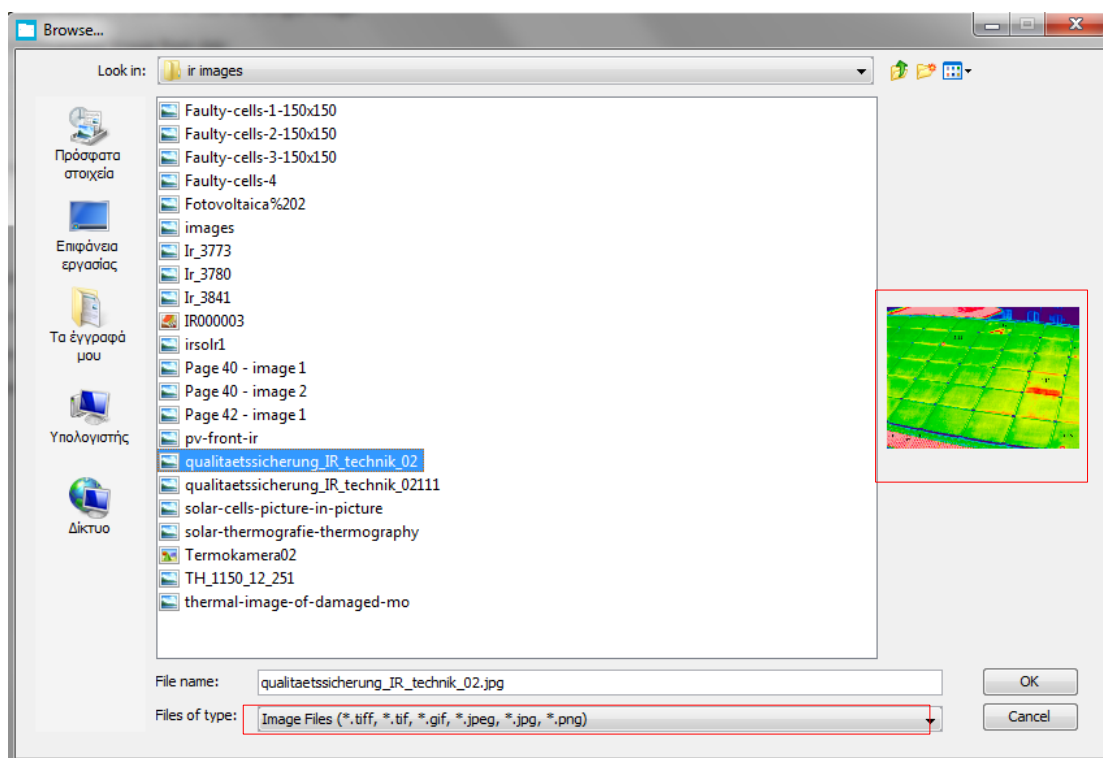 Browse...
Look in:
ir images
Πρόσφατα
στοιχεία
Επιφάνεια
εργασίας
Τα έγγραφά
μου
Υπολογιστής
Δίκτυο
Faulty-cells-1-150x150
Faulty-cells-2-150x150
Faulty-cells-3-150x150
Faulty-cells-4
Fotovoltaica%202
images
Ir_3773
Ir_3780
Ir_3841
IR000003
irsolr1
Page 40 - image 1
Page 40 - image 2
Page 42 - image 1
pv-front-ir
qualitaetssicherung_IR_technik_02
qualitaetssicherung_IR_technik_02111
solar-cells-picture-in-picture
solar-thermografie-thermography
Termokamera02
TH_1150_12_251
thermal-image-of-damaged-mo
File name:
qualitaetssicherung_IR_technik_02.jpg
OK
Files of type:
Image Files (*.tiff, *.tif, *.gif, *.jpeg, *.jpg, *.png)
Cancel